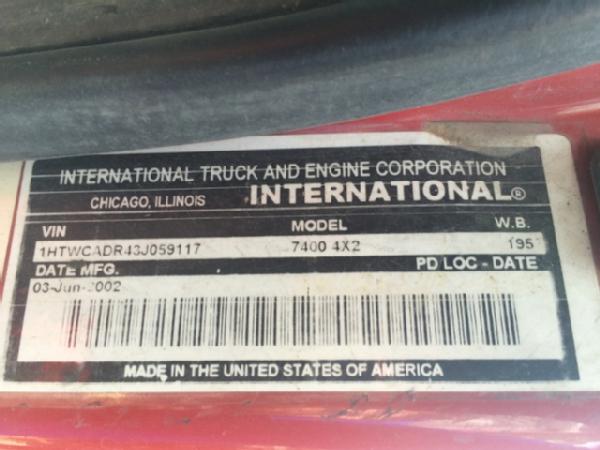 INTERNATIONAL TRUCK AND ENGINE CORPORATION
CHICAGO, ILLINOIS INTERNATIONAL®
VIN MODEL W.B.
1HTWCADR43J059117 7400 4X2 195
DATE MFG. PD LOC - DATE
03-Jun-2002
MADE IN THE UNITED STATES OF AMERICA